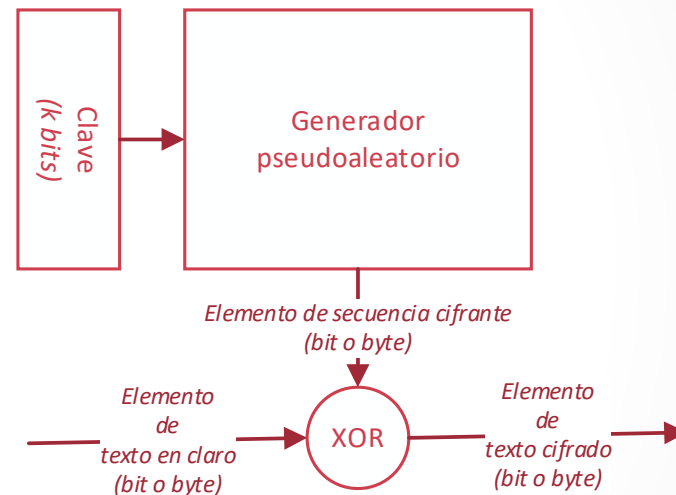 Clave
(k bits)
Generador
pseudoaleatorio
Elemento de secuencia cifrante
(bit o byte)
Elemento
de
texto en claro
(bit o byte)
XOR
Elemento
de
texto cifrado
(bit o byte)